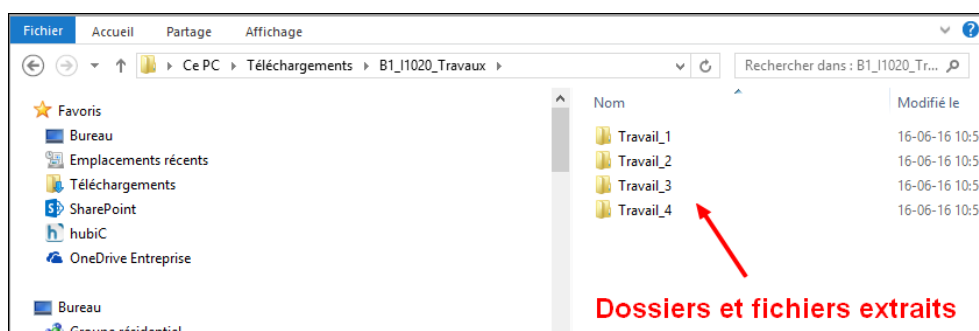 Fichier Accueil Partage Affichage
Ce PC Téléchargements B1_I1020_Travaux Rechercher dans : B1_I1020_Tr...
Nom Modifié le
Favoris
Bureau
Emplacements récents
Téléchargements
SharePoint
hubiC
OneDrive Entreprise
Bureau
Groupe résidentiel
Travail_1 16-06-16 10:5
Travail_2 16-06-16 10:5
Travail_3 16-06-16 10:5
Travail_4 16-06-16 10:5
Dossiers et fichiers extraits